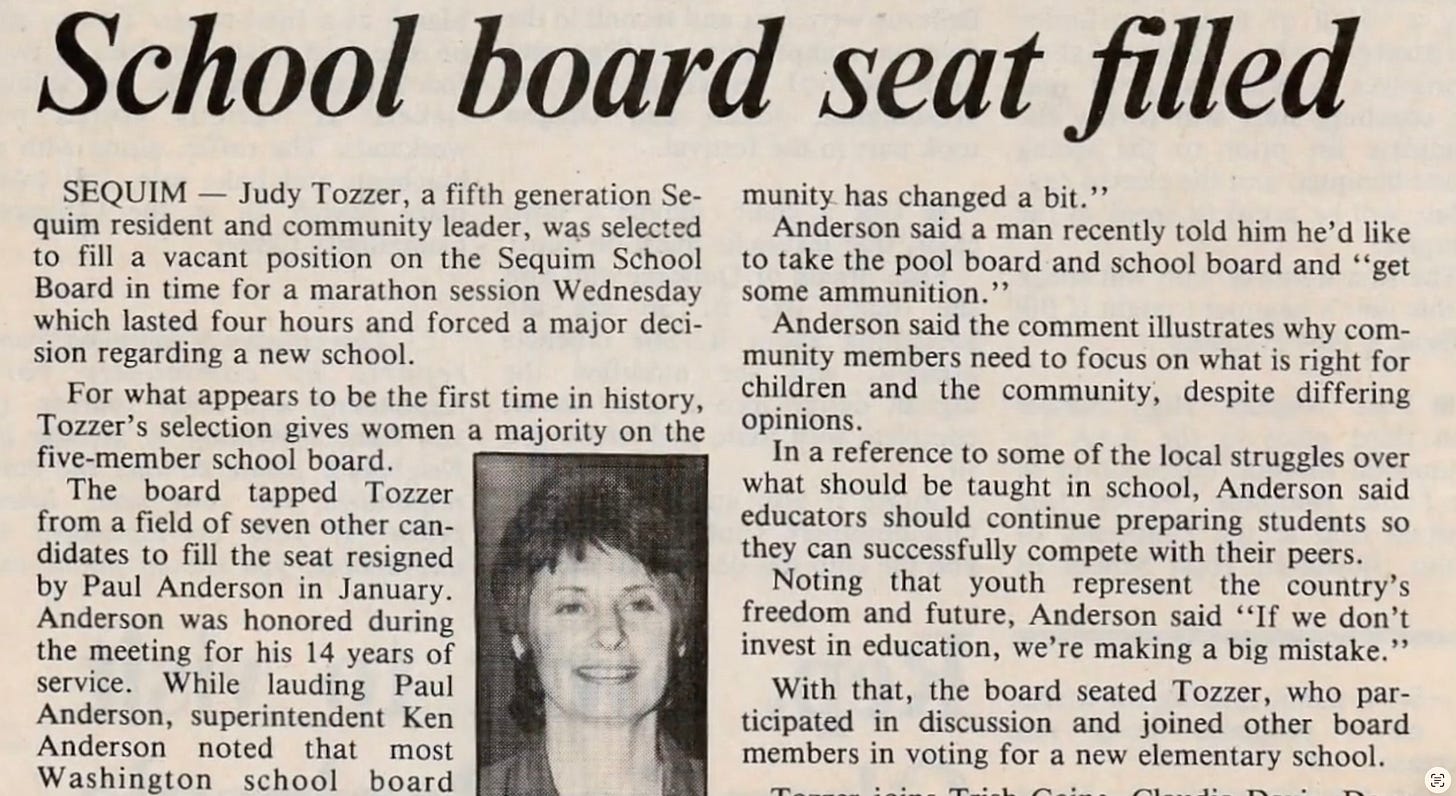 School board seat filled
SEQUIM — Judy Tozzer, a fifth generation Se-
quim resident and community leader, was selected
to fill a vacant position on the Sequim School
Board in time for a marathon session Wednesday
which lasted four hours and forced a major deci-
sion regarding a new school.
For what appears to be the first time in history,
Tozzer's selection gives women a majority on the
five-member school board.
The board tapped Tozzer
from a field of seven other can-
didates to fill the seat resigned
by Paul Anderson in January.
Anderson was honored during
the meeting for his 14 years of
service. While lauding Paul
Anderson, superintendent Ken
Anderson noted that most
Washington school board
munity has changed a bit.''
Anderson said a man recently told him he'd like
to take the pool board and school board and ``get
some ammunition.''
Anderson said the comment illustrates why com-
munity members need to focus on what is right for
children and the community, despite differing
opinions.
In a reference to some of the local struggles over
what should be taught in school, Anderson said
educators should continue preparing students so
they can successfully compete with their peers.
Noting that youth represent the country's
freedom and future, Anderson said ``If we don't
invest in education, we're making a big mistake.''
With that, the board seated Tozzer, who par-
ticipated in discussion and joined other board
members in voting for a new elementary school.
Tozzer joins Trish